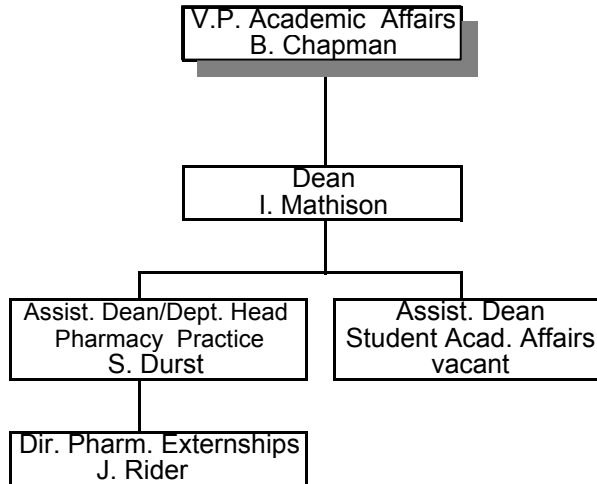 V.P. Academic Affairs
B. Chapman
Dean
I. Mathison
Assist. Dean/Dept. Head
Pharmacy Practice
S. Durst
Assist. Dean
Student Acad. Affairs
vacant
Dir. Pharm. Externships
J. Rider